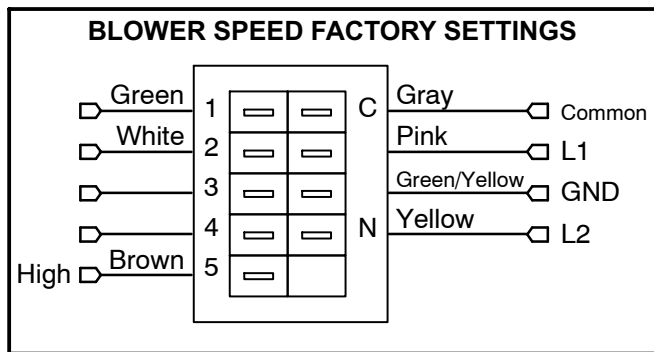 BLOWER SPEED FACTORY SETTINGS
Green 1 C Gray Common
White 2 Pink L1
3 Green/Yellow GND
4 N Yellow L2
High Brown 5